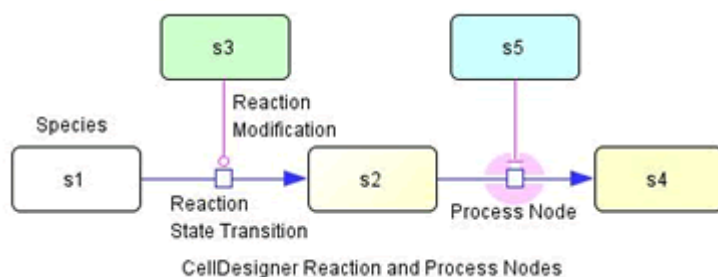 s3
s5
Reaction
Modification
Species
s1
s2
s4
Reaction
State Transition
Process Node
CellDesigner Reaction and Process Nodes